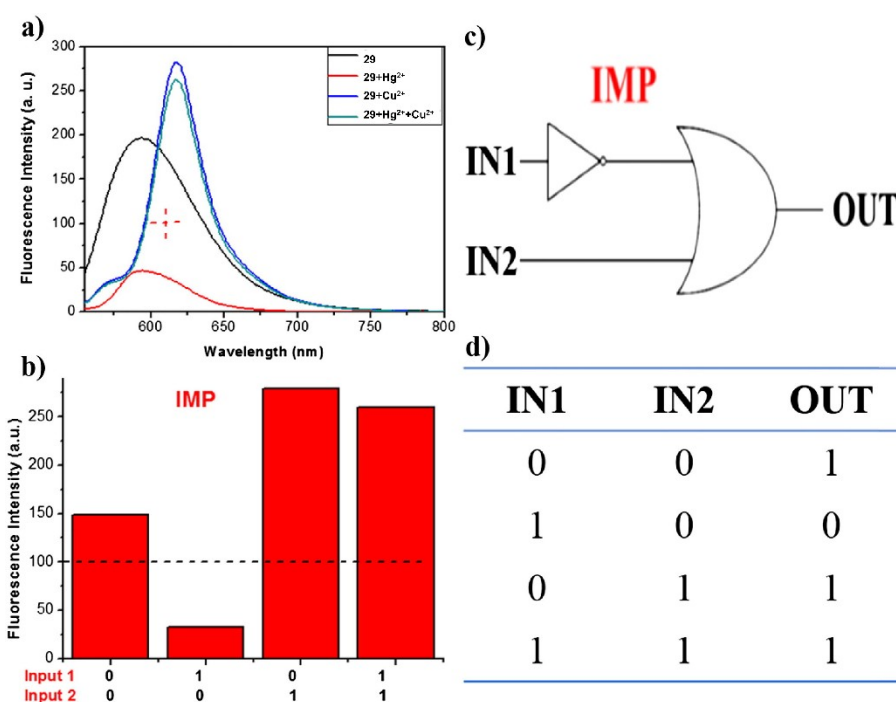 a)
300
250
200
150
100
50
0
Fluorescence Intensity (a. u.)
29
29+Hg²⁺
29+Cu²⁺
29+Hg²⁺+Cu²⁺
600 650 700 750 800
Wavelength (nm)
b)
IMP
250
200
150
100
50
0
Fluorescence Intensity (a.u.)
Input 1 0 1 0 1
Input 2 0 0 1 1
c)
IMP
IN1
IN2
OUT
d)
IN1 IN2 OUT
0 0 1
1 0 0
0 1 1
1 1 1